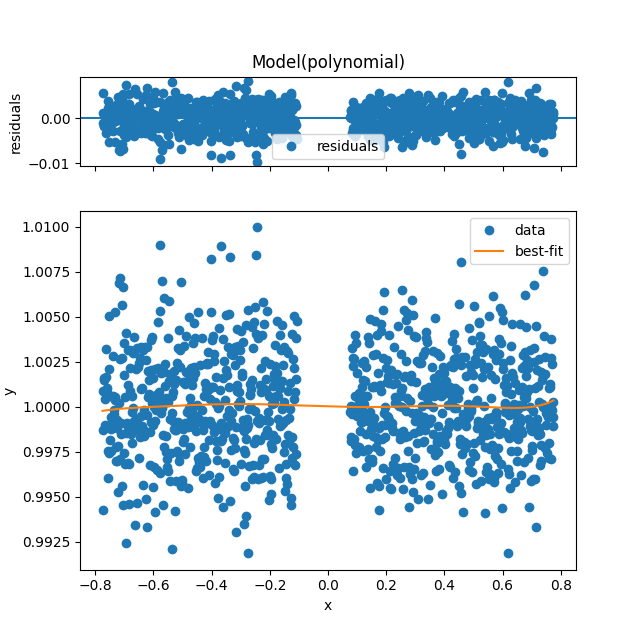 Model(polynomial)
residuals
0.00
−0.01
residuals
1.0100
1.0075
1.0050
1.0025
1.0000
0.9975
0.9950
0.9925
y
data
best-fit
−0.8 −0.6 −0.4 −0.2 0.0 0.2 0.4 0.6 0.8
x